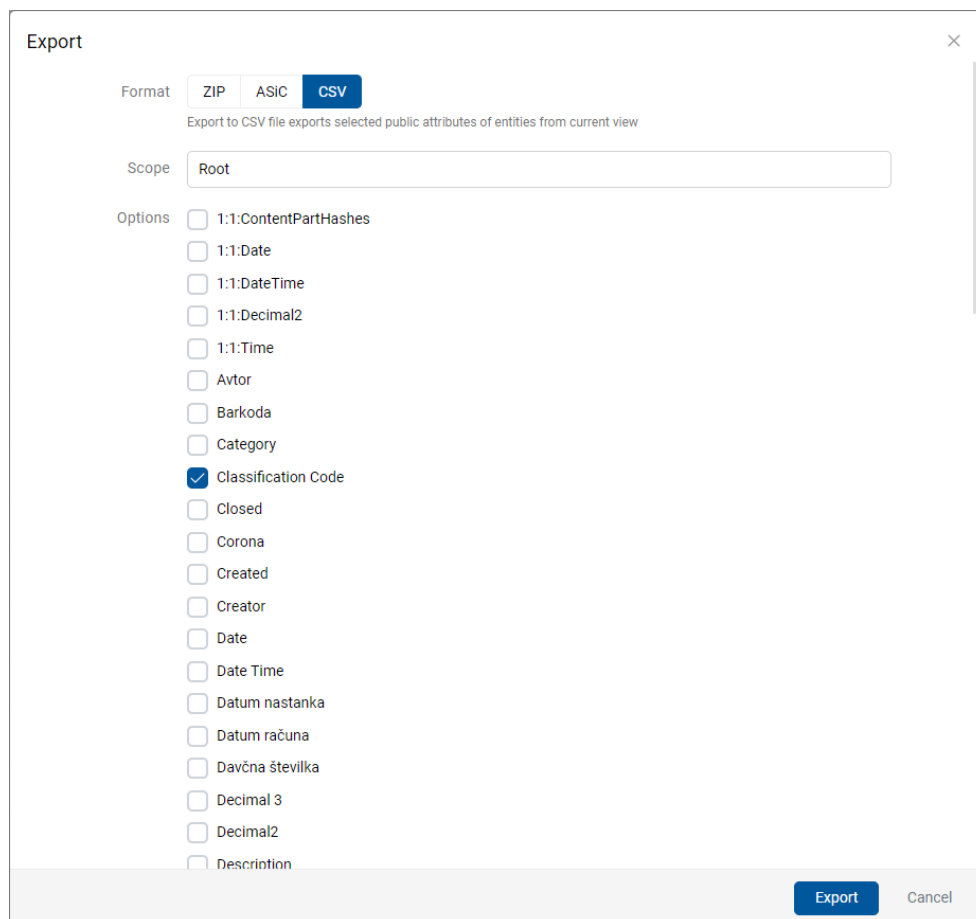 Export
Format ZIP ASiC CSV
Export to CSV file exports selected public attributes of entities from current view
Scope Root
Options 1:1:ContentPartHashes
1:1:Date
1:1:DateTime
1:1:Decimal2
1:1:Time
Avtor
Barkoda
Category
Classification Code
Closed
Corona
Created
Creator
Date
Date Time
Datum nastanka
Datum računa
Davčna številka
Decimal 3
Decimal2
Description
Export Cancel